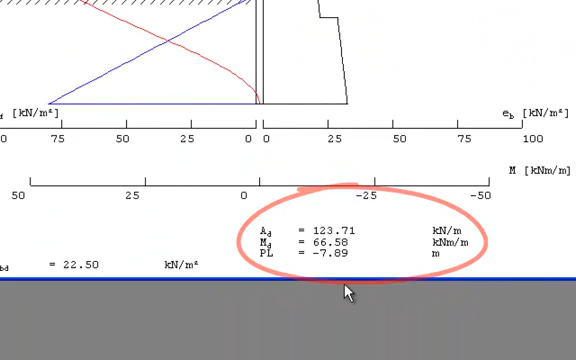 f [kN/m²] e_b [kN/m²]
0 75 50 25 0 0 25 50 75 100
M [kNm/m]
50 25 0 -25 -50
A_d = 123.71 kN/m
M_d = 66.58 kNm/m
PL = -7.89 m
bd = 22.50 kN/m²